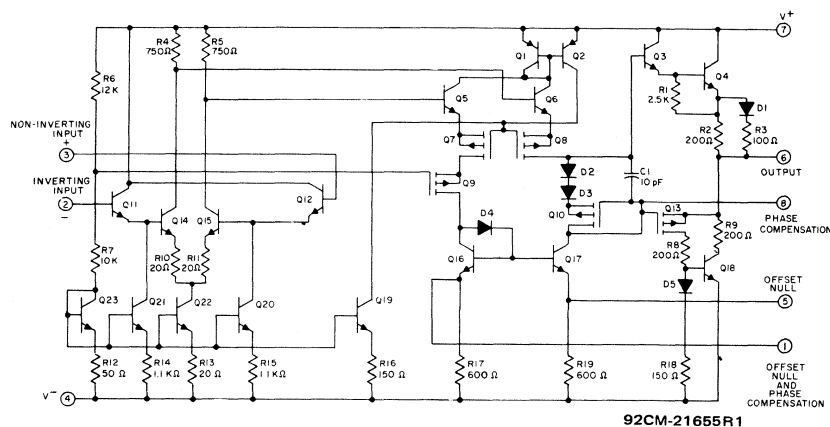 V+
7
R4
750Ω
R5
750Ω
Q1
Q2
Q3
Q4
R6
12K
Q5
Q6
R1
2.5K
D1
R2
200Ω
R3
100Ω
NON-INVERTING
INPUT
+
3
Q7
Q8
6
OUTPUT
D2
C1
10 pF
Q9
D3
INVERTING
INPUT
2
−
Q11
Q12
Q14
Q15
Q10
Q13
8
PHASE
COMPENSATION
D4
R7
10K
R10
20Ω
R11
20Ω
Q16
Q17
R8
200Ω
R9
200Ω
Q18
OFFSET
NULL
5
D5
Q23
Q21
Q22
Q20
Q19
1
OFFSET
NULL
AND
PHASE
COMPENSATION
R12
50 Ω
R14
1.1 KΩ
R13
20 Ω
R15
1.1 KΩ
R16
150 Ω
R17
600 Ω
R19
600 Ω
R18
150 Ω
V−
4
92CM-21655R1